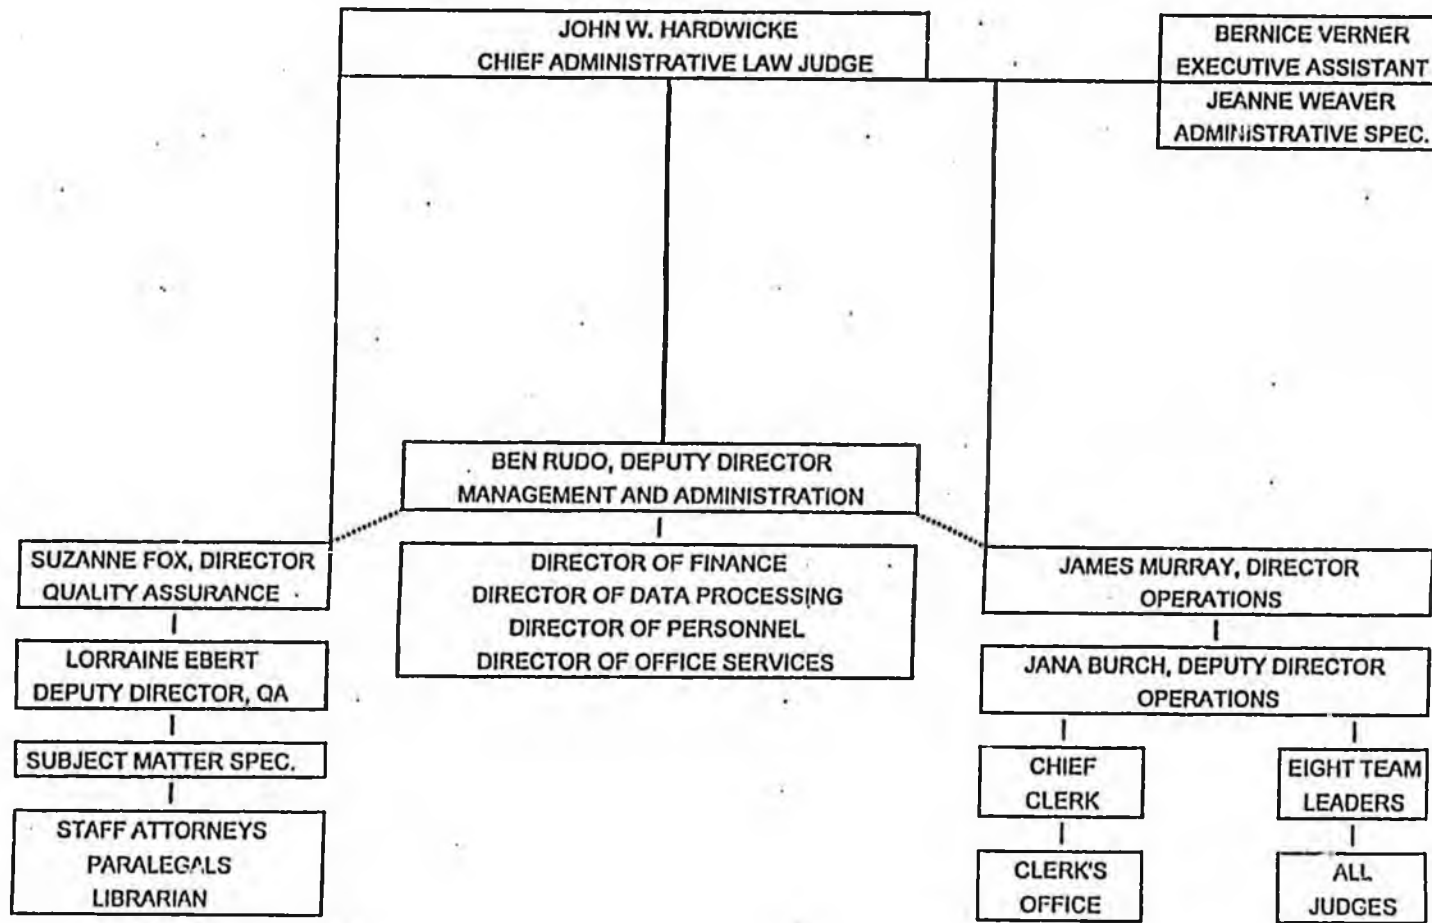 JOHN W. HARDWICKE
CHIEF ADMINISTRATIVE LAW JUDGE
BERNICE VERNER
EXECUTIVE ASSISTANT
JEANNE WEAVER
ADMINISTRATIVE SPEC.
BEN RUDO, DEPUTY DIRECTOR
MANAGEMENT AND ADMINISTRATION
SUZANNE FOX, DIRECTOR
QUALITY ASSURANCE
LORRAINE EBERT
DEPUTY DIRECTOR, QA
SUBJECT MATTER SPEC.
STAFF ATTORNEYS
PARALEGALS
LIBRARIAN
DIRECTOR OF FINANCE
DIRECTOR OF DATA PROCESSING
DIRECTOR OF PERSONNEL
DIRECTOR OF OFFICE SERVICES
JAMES MURRAY, DIRECTOR
OPERATIONS
JANA BURCH, DEPUTY DIRECTOR
OPERATIONS
CHIEF
CLERK
CLERK'S
OFFICE
EIGHT TEAM
LEADERS
ALL
JUDGES